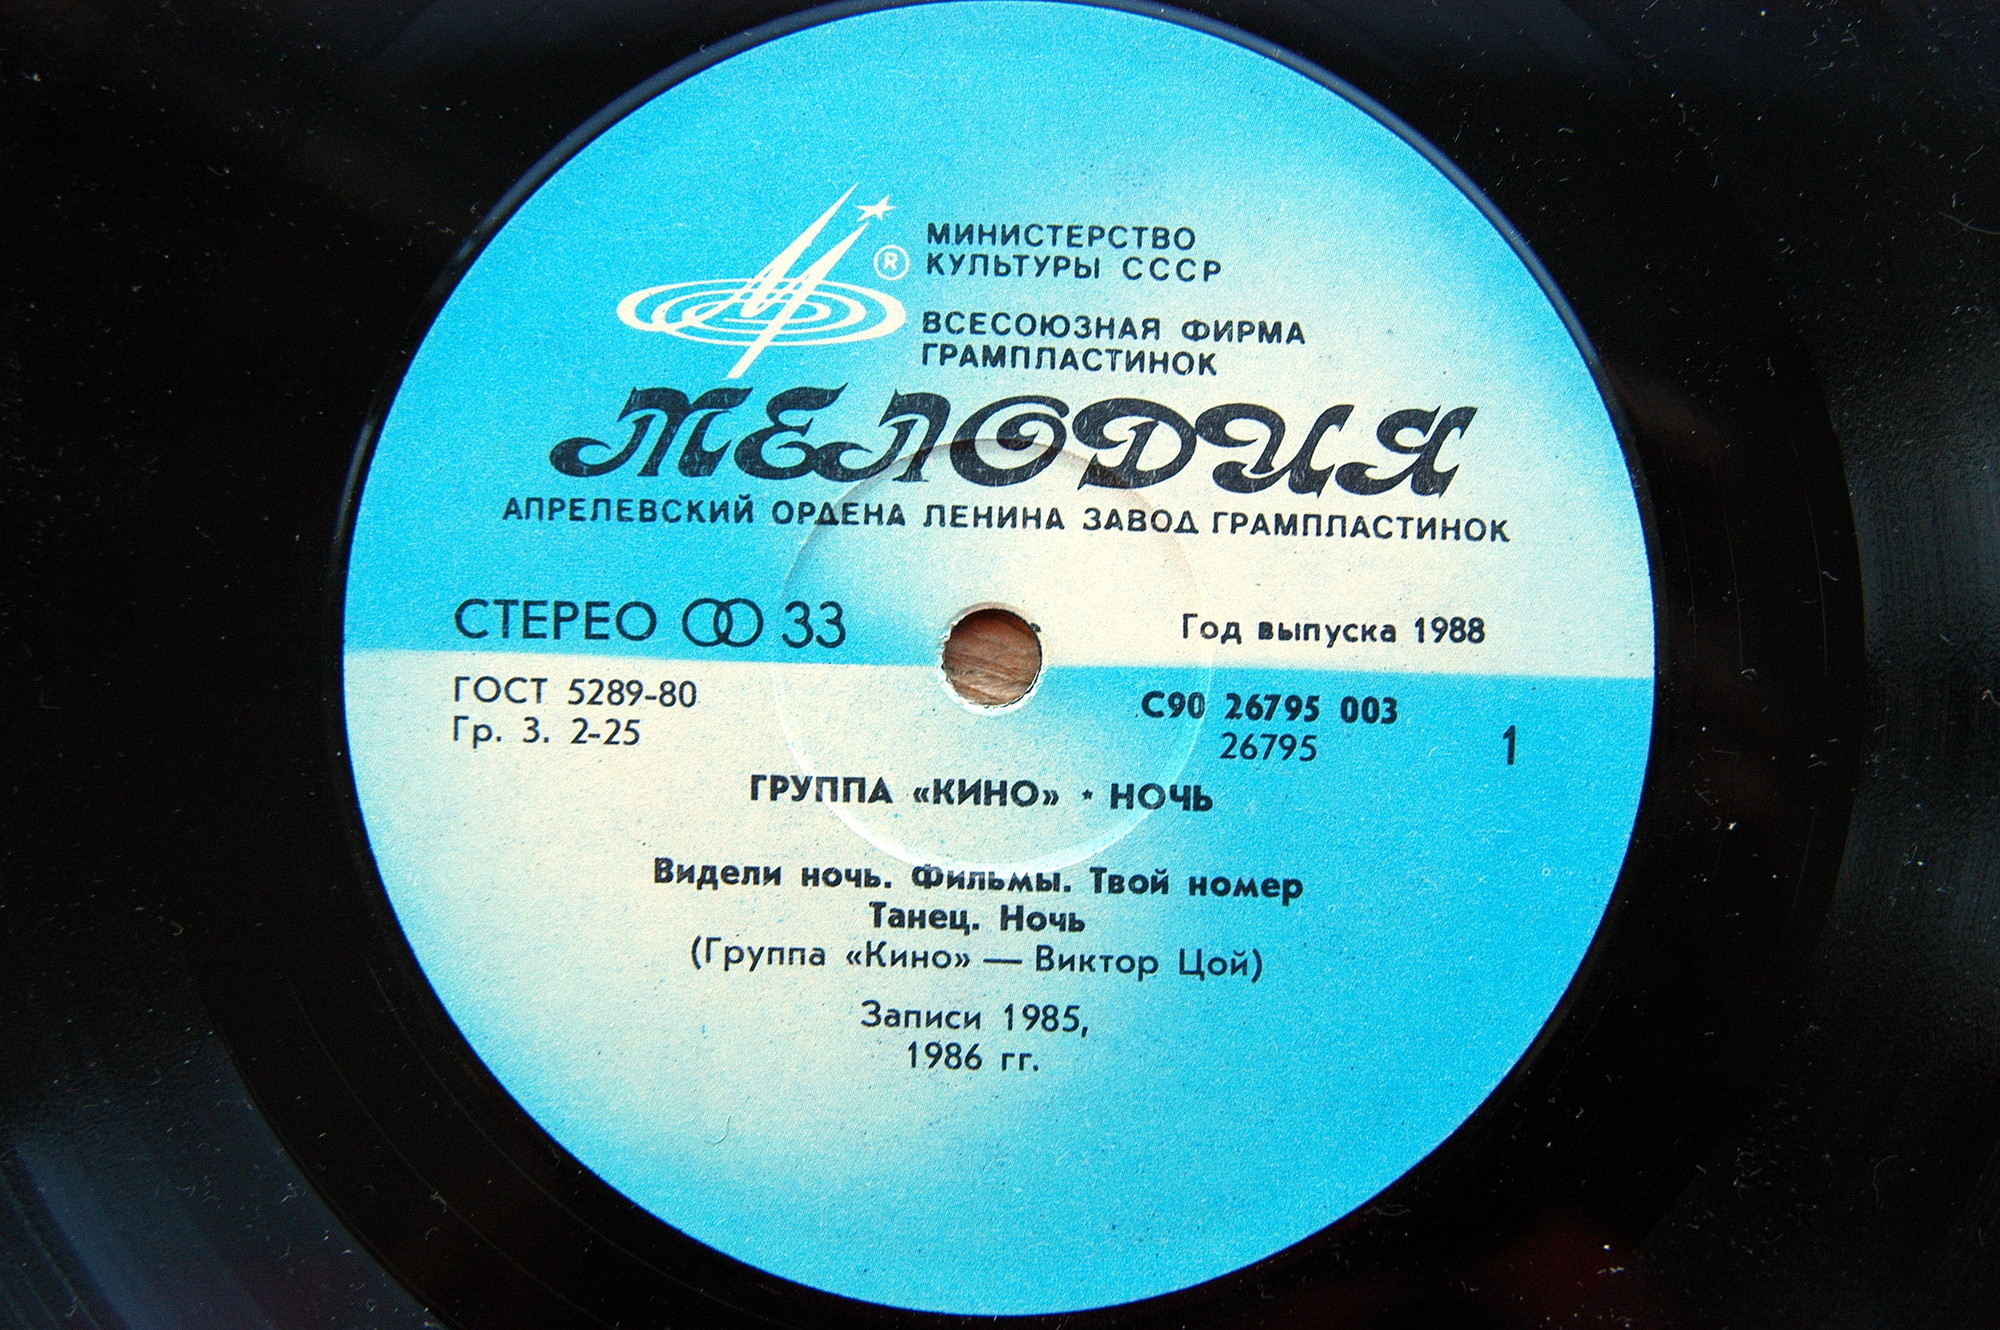 ®
МИНИСТЕРСТВО
КУЛЬТУРЫ СССР
ВСЕСОЮЗНАЯ ФИРМА
ГРАМПЛАСТИНОК
МЕЛОДИЯ
АПРЕЛЕВСКИЙ ОРДЕНА ЛЕНИНА ЗАВОД ГРАМПЛАСТИНОК
СТЕРЕО 33
Год выпуска 1988
ГОСТ 5289-80
Гр. 3. 2-25
С90 26795 003
26795
1
ГРУППА «КИНО» * НОЧЬ
Видели ночь. Фильмы. Твой номер
Танец. Ночь
(Группа «Кино» — Виктор Цой)
Записи 1985,
1986 гг.